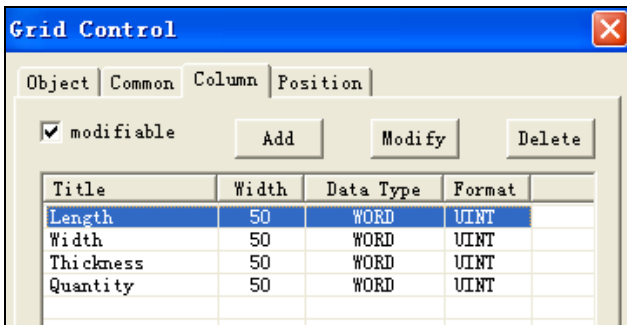 Grid Control
Object Common Column Position
modifiable Add Modify Delete
Title Width Data Type Format
Length 50 WORD UINT
Width 50 WORD UINT
Thickness 50 WORD UINT
Quantity 50 WORD UINT